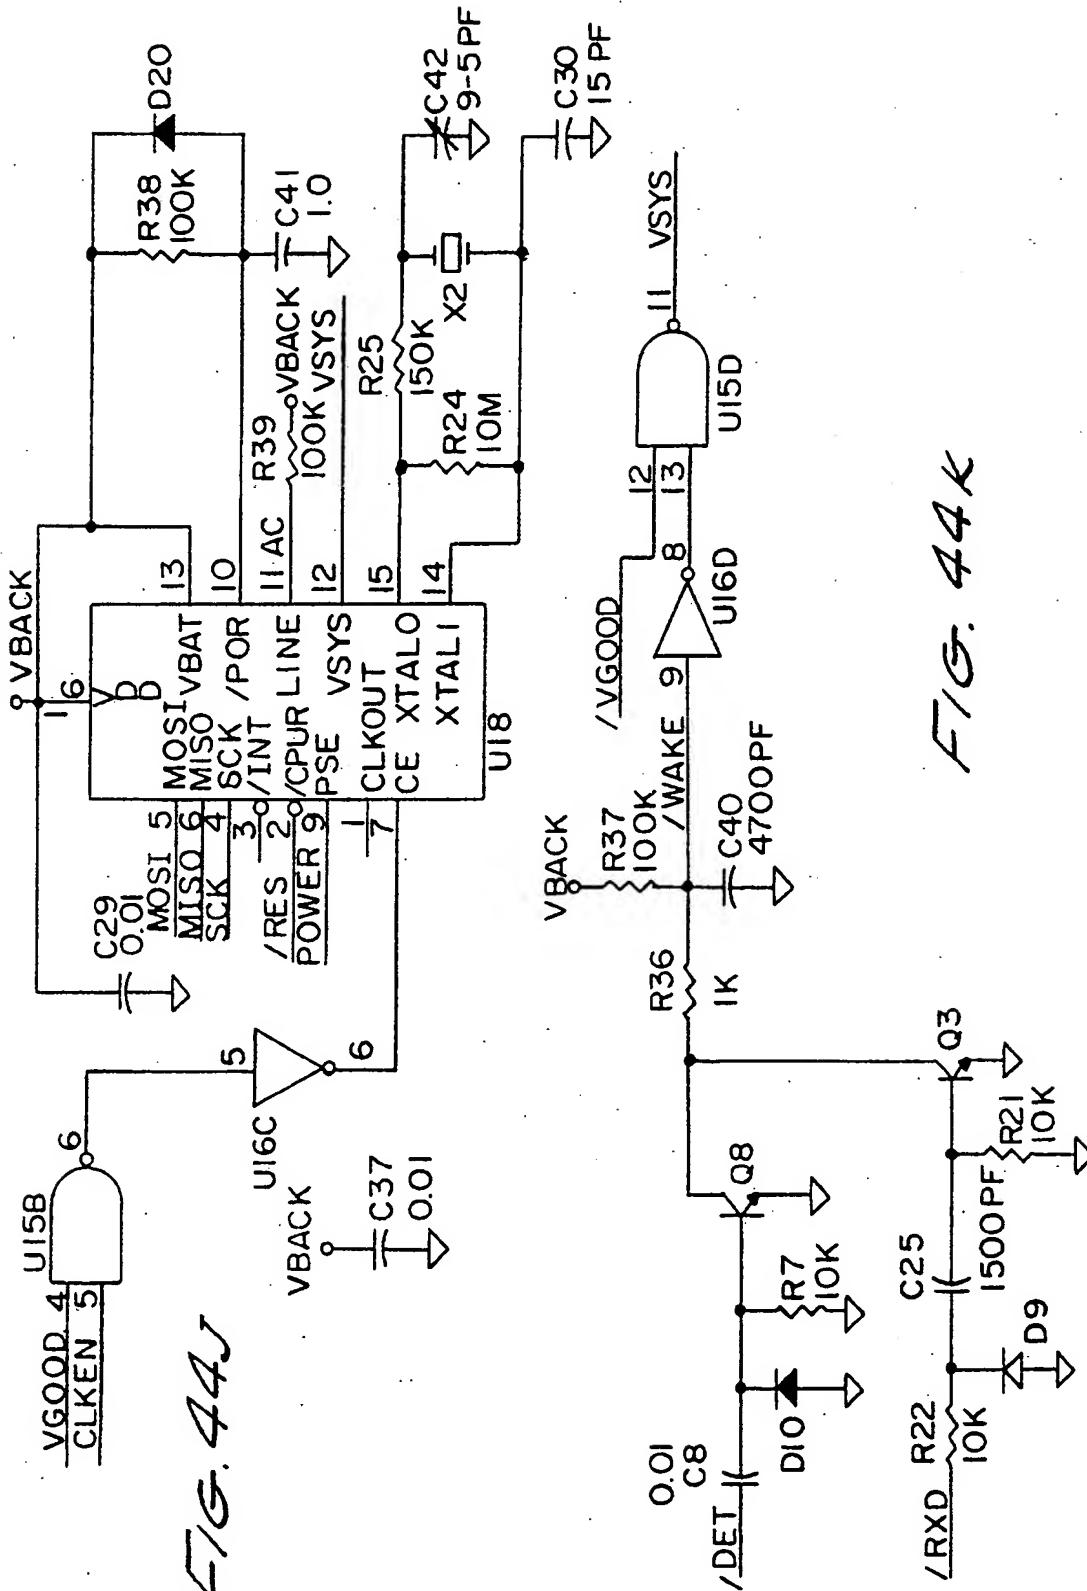 FIG. 44J
VGOOD 4
CLKEN 5
U15B
6
5
U16C
6
VBACK
C37
0.01
C29
0.01
VBACK
16
VDD
MOSI 5 MOSI
MISO 6 MISO
SCK 4 SCK
3 /INT
/RES 2 /CPUR
POWER 9 PSE
1 CLKOUT
7 CE
VBAT 13
/POR 10
LINE 11 AC
VSYS 12 VSYS
XTALO 15
XTALI 14
U18
R38
100K
D20
C41
1.0
R39
100K
VBACK
R25
150K
R24
10M
X2
C42
9-5PF
C30
15PF
FIG. 44K
/DET
0.01
C8
D10
R7
10K
Q8
/RXD
R22
10K
D9
C25
1500PF
R21
10K
Q3
R36
1K
VBACK
R37
100K
C40
4700PF
/WAKE 9
U16D
8
/VGOOD
12
13
U15D
11 VSYS